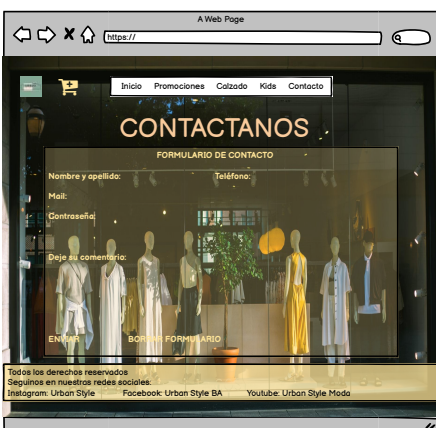 A Web Page
https://
Inicio Promociones Calzado Kids Contacto
CONTACTANOS
FORMULARIO DE CONTACTO
Nombre y apellido: Teléfono:
Mail:
Contraseña:
Deje su comentario:
ENVIAR BORRAR FORMULARIO
Todos los derechos reservados
Seguinos en nuestras redes sociales:
Instagram: Urban Style Facebook: Urban Style BA Youtube: Urban Style Moda